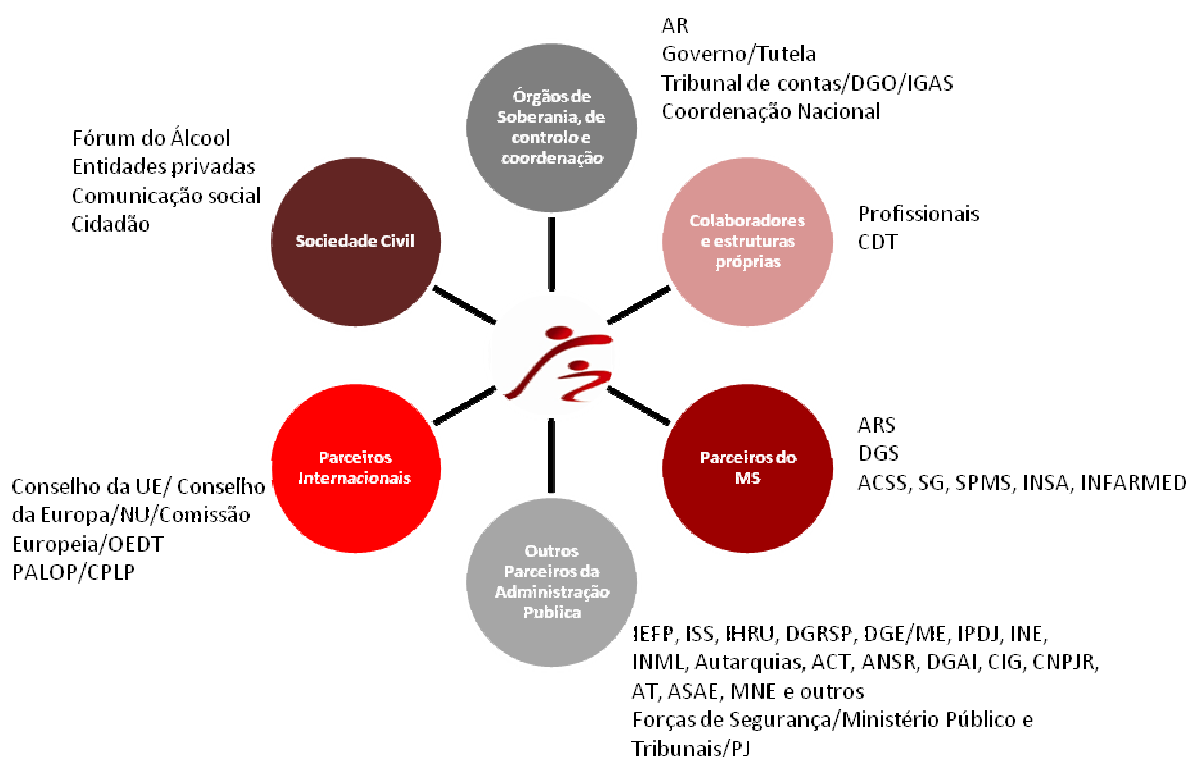 AR
Governo/Tutela
Tribunal de contas/DGO/IGAS
Coordenação Nacional
Órgãos de
Soberania, de
controlo e
coordenação
Fórum do Álcool
Entidades privadas
Comunicação social
Cidadão
Sociedade Civil
Colaboradores
e estruturas
próprias
Profissionais
CDT
Parceiros
Internacionais
Conselho da UE/ Conselho
da Europa/NU/Comissão
Europeia/OEDT
PALOP/CPLP
Parceiros do
MS
ARS
DGS
ACSS, SG, SPMS, INSA, INFARMED
Outros
Parceiros da
Administração
Publica
IEFP, ISS, IHRU, DGRSP, DGE/ME, IPDJ, INE,
INML, Autarquias, ACT, ANSR, DGAI, CIG, CNPJR,
AT, ASAE, MNE e outros
Forças de Segurança/Ministério Público e
Tribunais/PJ